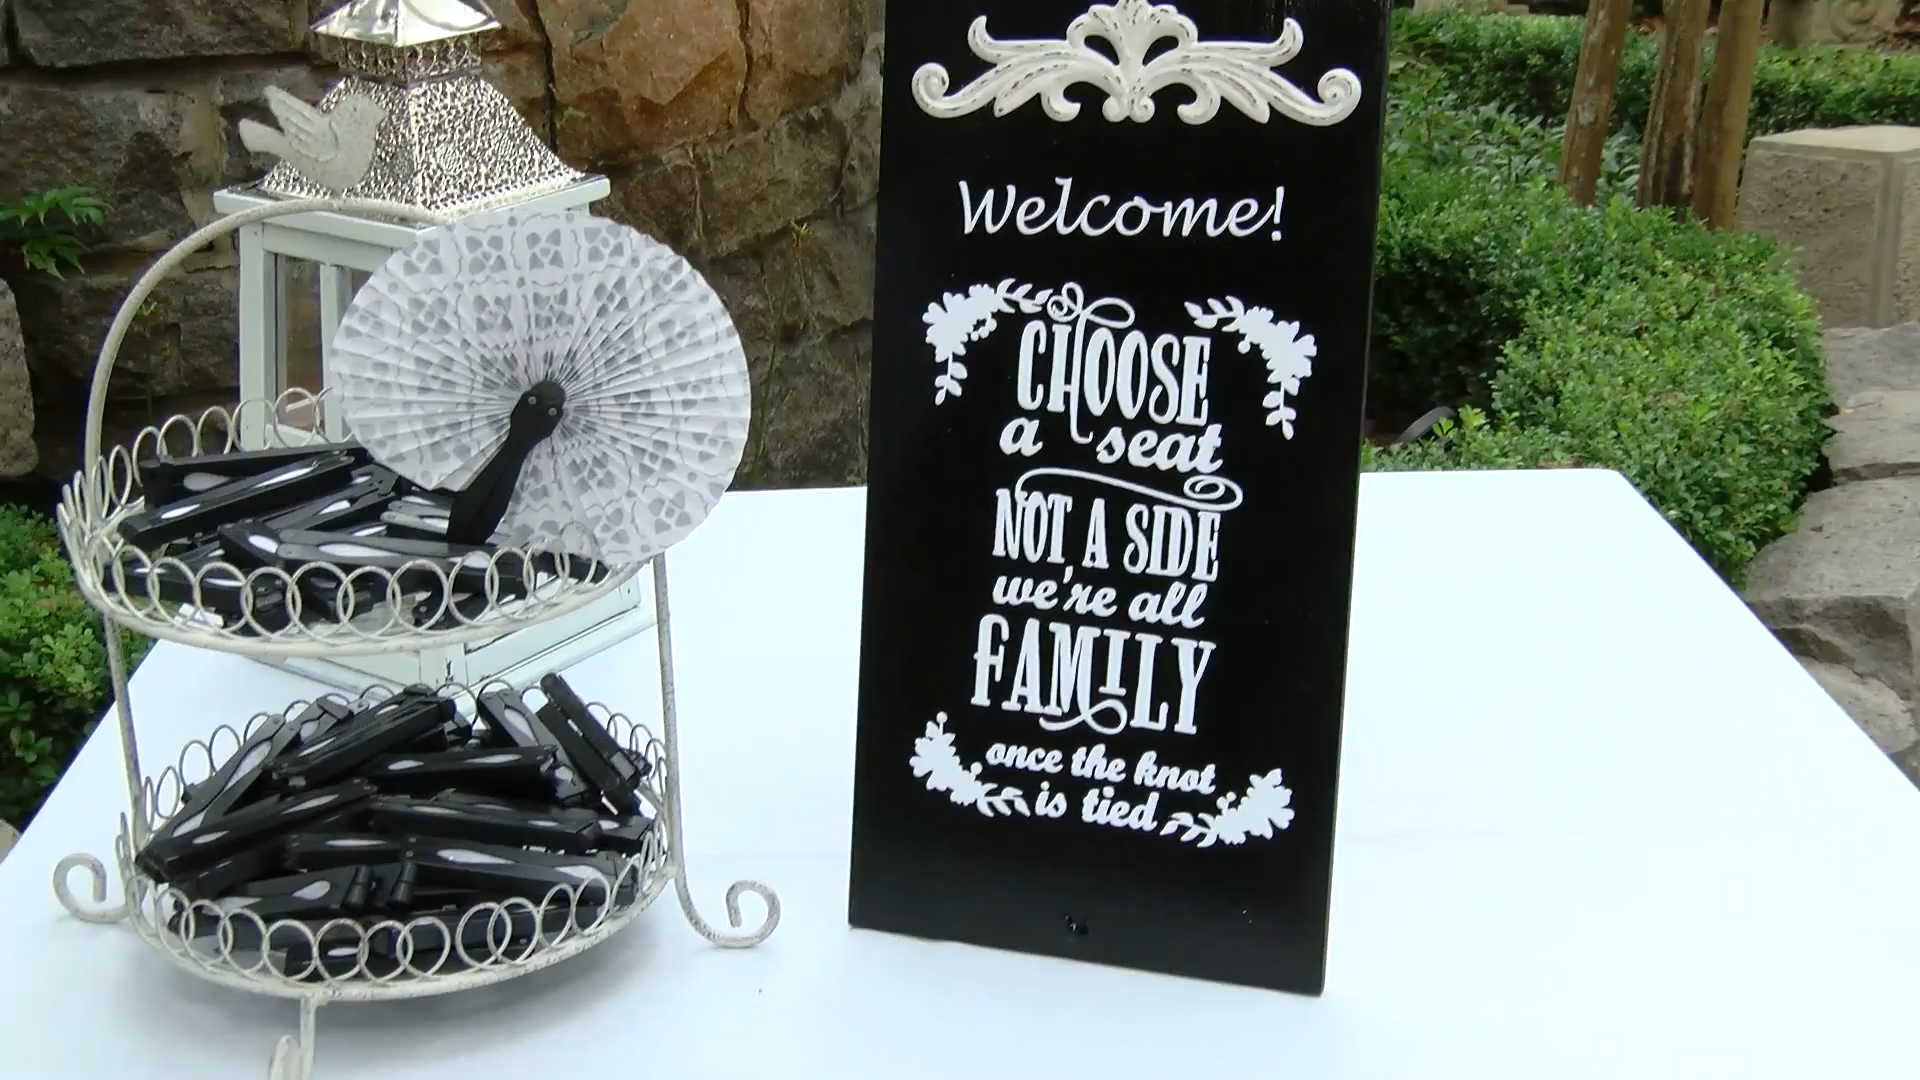 Welcome!
CHOOSE
a seat
NOT A SIDE
we're all
FAMILY
once the knot
is tied